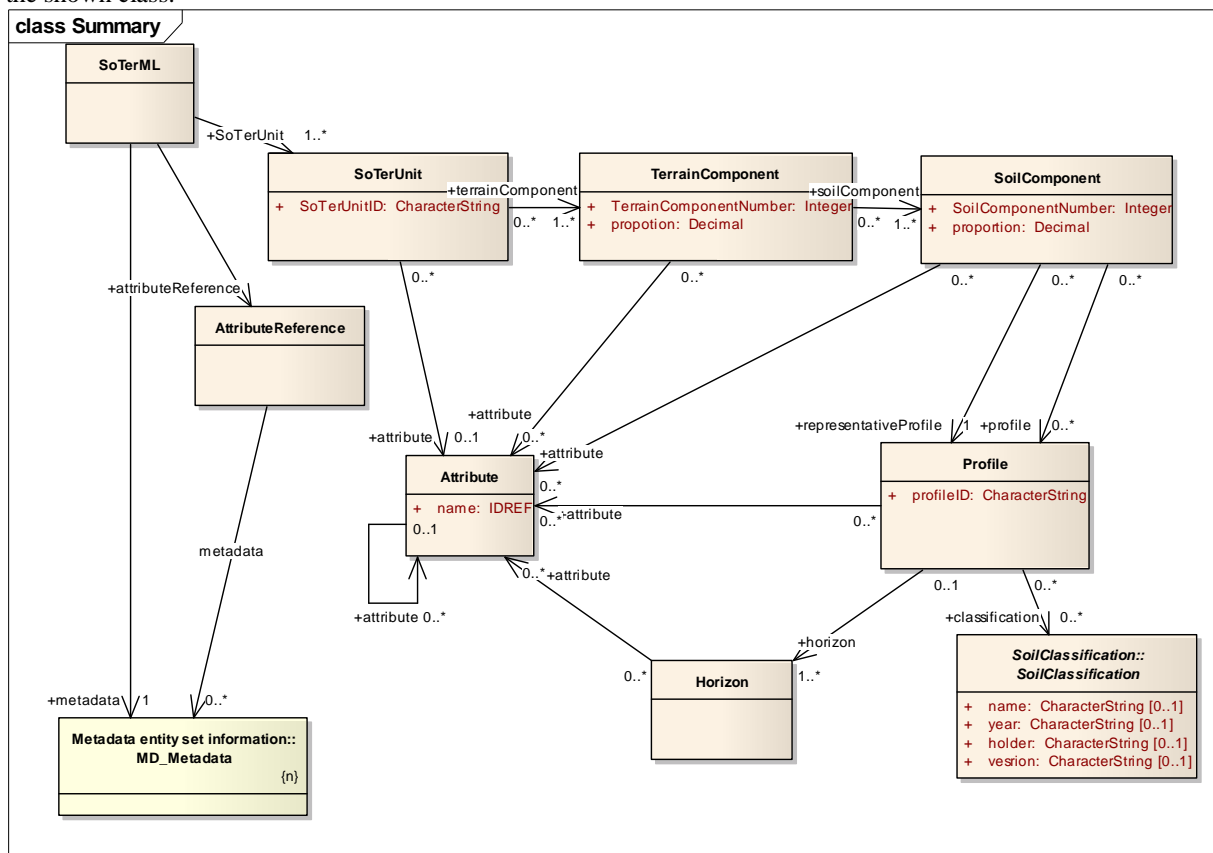 the shown class.
class Summary
SoTerML
+SoTerUnit 1..*
SoTerUnit
+ SoTerUnitID: CharacterString
+terrainComponent
0..* 1..*
TerrainComponent
+ TerrainComponentNumber: Integer
+ propotion: Decimal
+soilComponent
0..* 1..*
SoilComponent
+ SoilComponentNumber: Integer
+ proportion: Decimal
0..*
0..*
0..*
0..*
0..*
+attributeReference
AttributeReference
+attribute 0..1
+attribute
0..*
+attribute
0..*
+representativeProfile 1
+profile 0..*
Attribute
+ name: IDREF
0..1
+attribute 0..*
Profile
+ profileID: CharacterString
0..* +attribute 0..*
metadata
0..* +attribute
0..1
0..*
+classification 0..*
+horizon
0..* 1..*
Horizon
SoilClassification::
SoilClassification
+ name: CharacterString [0..1]
+ year: CharacterString [0..1]
+ holder: CharacterString [0..1]
+ vesrion: CharacterString [0..1]
+metadata 1 0..*
Metadata entity set information::
MD_Metadata
{n}